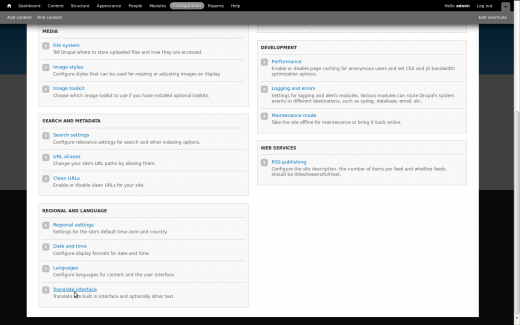 Dashboard Content Structure Appearance People Modules Configuration Reports Help
Hello admin Log out
Add content Find content
Edit shortcuts
MEDIA
File system
Tell Drupal where to store uploaded files and how they are accessed.
Image styles
Configure styles that can be used for resizing or adjusting images on display.
Image toolkit
Choose which image toolkit to use if you have installed optional toolkits.
SEARCH AND METADATA
Search settings
Configure relevance settings for search and other indexing options.
URL aliases
Change your site's URL paths by aliasing them.
Clean URLs
Enable or disable clean URLs for your site.
REGIONAL AND LANGUAGE
Regional settings
Settings for the site's default time zone and country.
Date and time
Configure display formats for date and time.
Languages
Configure languages for content and the user interface.
Translate interface
Translate the built in interface and optionally other text.
DEVELOPMENT
Performance
Enable or disable page caching for anonymous users and set CSS and JS bandwidth
optimization options.
Logging and errors
Settings for logging and alerts modules. Various modules can route Drupal's system
events to different destinations, such as syslog, database, email, etc.
Maintenance mode
Take the site offline for maintenance or bring it back online.
WEB SERVICES
RSS publishing
Configure the site description, the number of items per feed and whether feeds
should be titles/teasers/full-text.